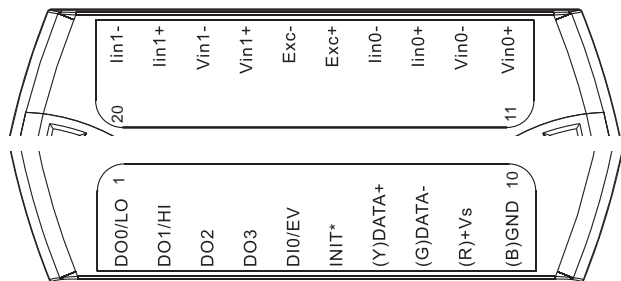 Iin1-
Iin1+
Vin1-
Vin1+
Exc-
Exc+
Iin0-
Iin0+
Vin0-
Vin0+
20
11
1
10
DO0/LO
DO1/HI
DO2
DO3
DI0/EV
INIT*
(Y)DATA+
(G)DATA-
(R)+Vs
(B)GND